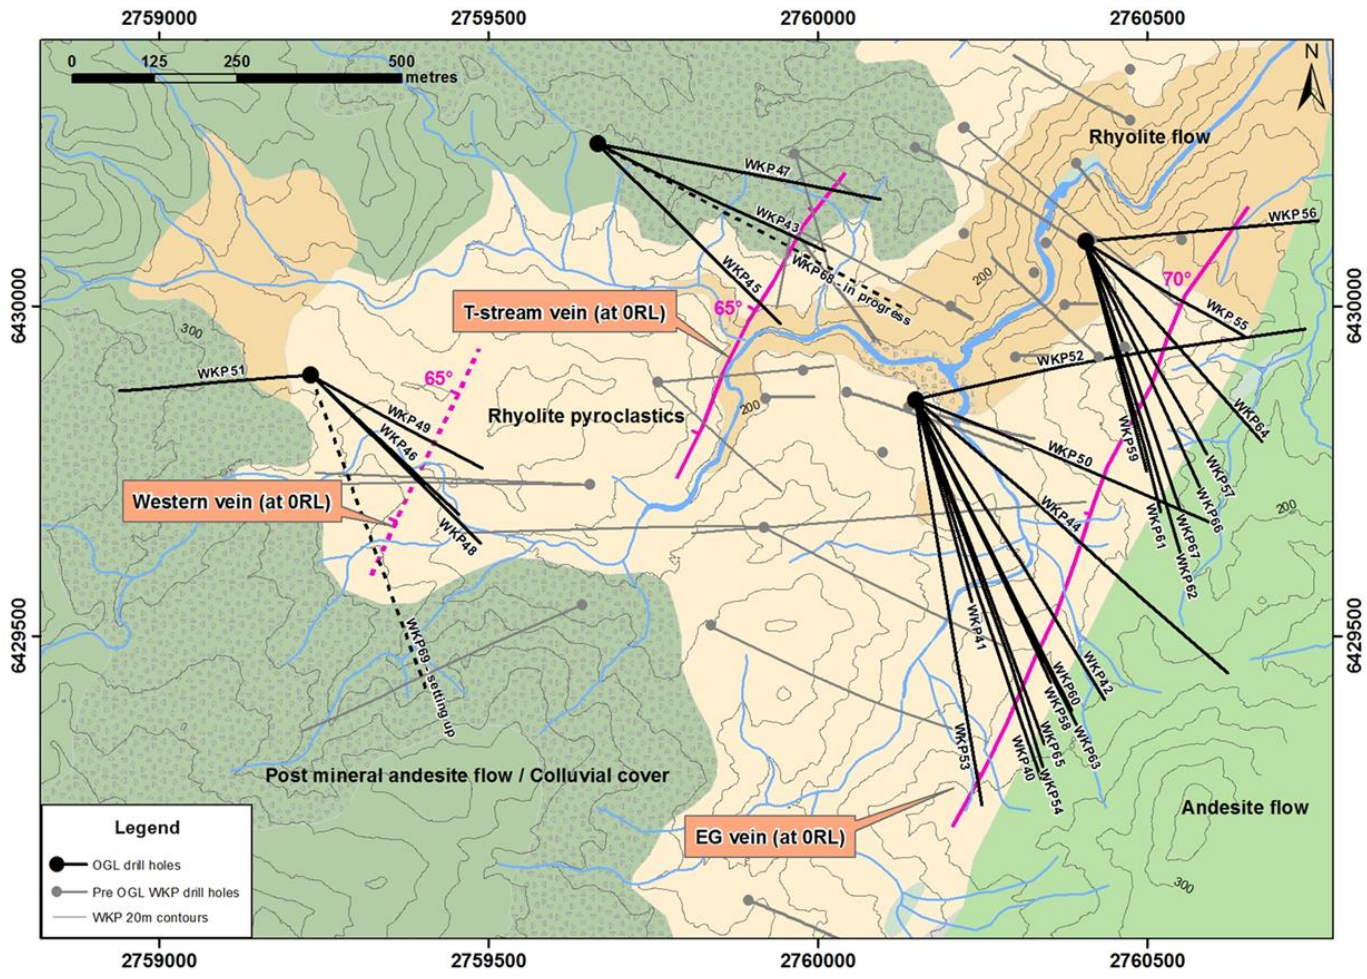 2759000 2759500 2760000 2760500
N
0 125 250 500
metres
Rhyolite flow
WKP47
WKP56
WKP43
WKP68 - in progress
WKP45
200
70°
6430000
6430000
T-stream vein (at 0RL)
65°
WKP55
300
WKP51
WKP52
65°
200
Rhyolite pyroclastics
WKP49
WKP46
WKP64
WKP59
WKP50
WKP57
Western vein (at 0RL)
WKP44
WKP66
200
WKP48
WKP61
WKP67
WKP62
6429500
6429500
WKP69 - setting up
WKP41
WKP42
WKP60
WKP58
WKP53
WKP65
WKP63
WKP40
WKP54
Post mineral andesite flow / Colluvial cover
Andesite flow
EG vein (at 0RL)
300
Legend
OGL drill holes
Pre OGL WKP drill holes
WKP 20m contours
2759000 2759500 2760000 2760500